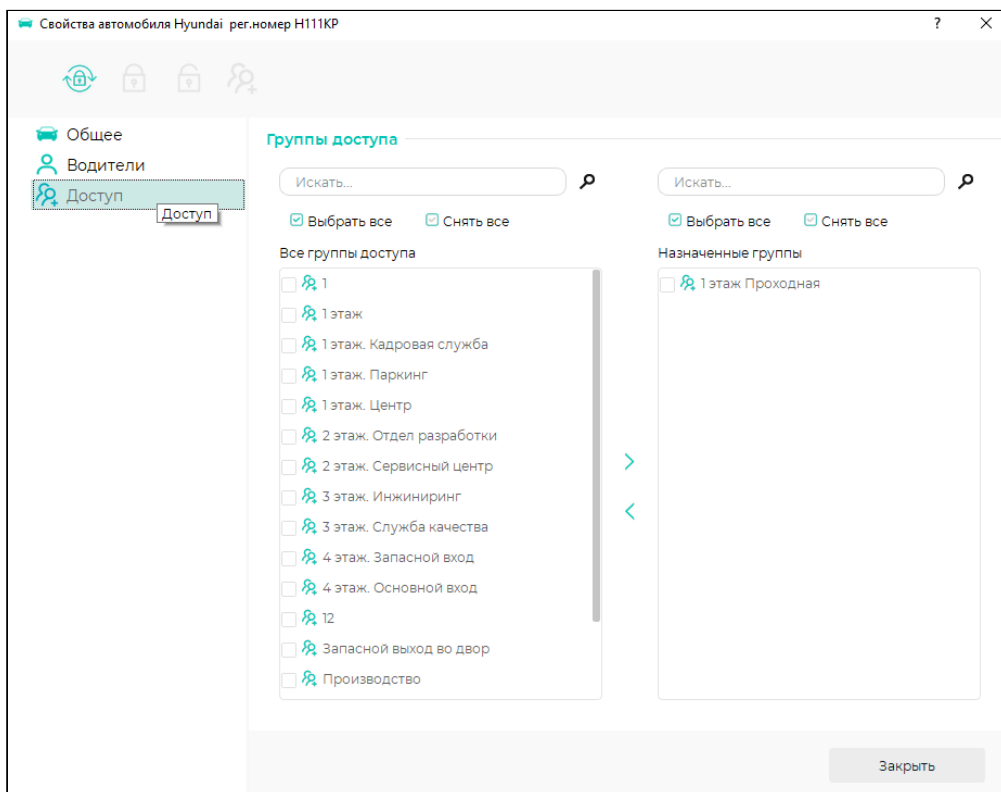 Свойства автомобиля Hyundai рег.номер Н111КР
?
Общее
Водители
Доступ
Доступ
Группы доступа
Искать...
Выбрать все
Снять все
Все группы доступа
1
1 этаж
1 этаж. Кадровая служба
1 этаж. Паркинг
1 этаж. Центр
2 этаж. Отдел разработки
2 этаж. Сервисный центр
3 этаж. Инжиниринг
3 этаж. Служба качества
4 этаж. Запасной вход
4 этаж. Основной вход
12
Запасной выход во двор
Производство
Искать...
Выбрать все
Снять все
Назначенные группы
1 этаж Проходная
Закрыть